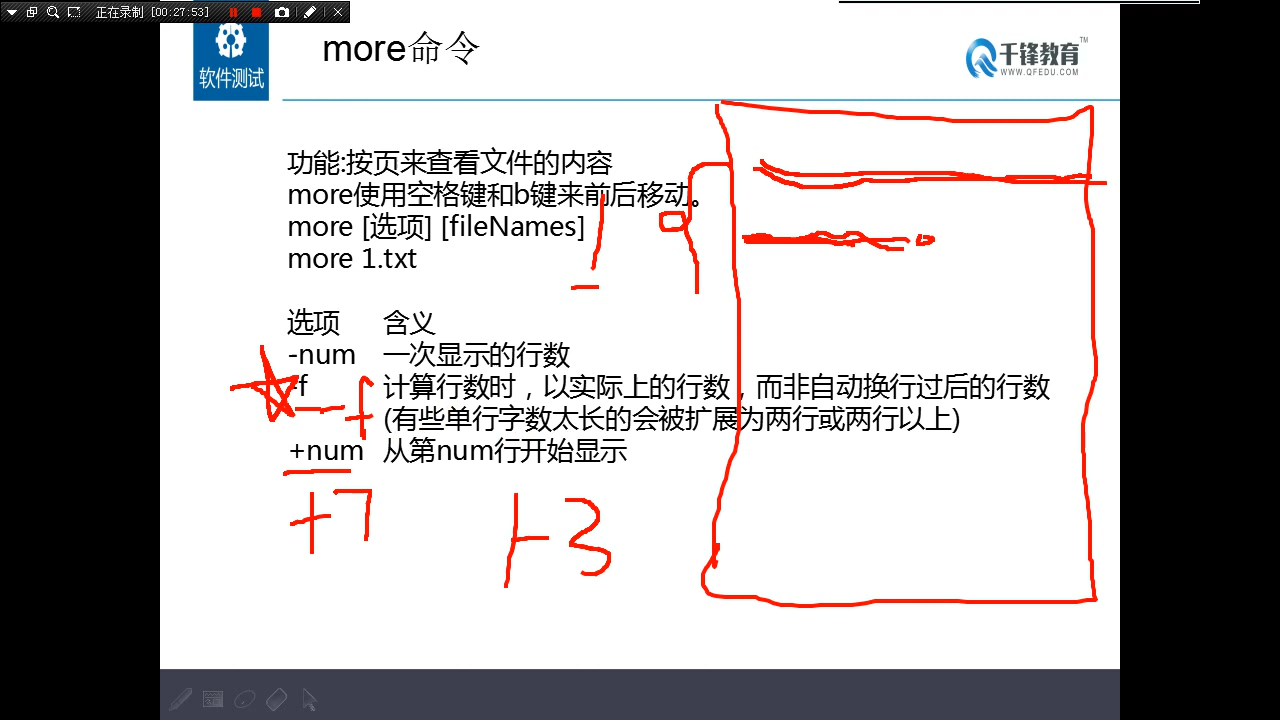 正在录制 [00:27:53]
more命令
软件测试
千锋教育™
WWW.QFEDU.COM
功能:按页来查看文件的内容
more使用空格键和b键来前后移动。
more [选项] [fileNames]
more 1.txt
选项 含义
-num 一次显示的行数
-f 计算行数时，以实际上的行数，而非自动换行过后的行数
(有些单行字数太长的会被扩展为两行或两行以上)
+num 从第num行开始显示
-f
+7
+3